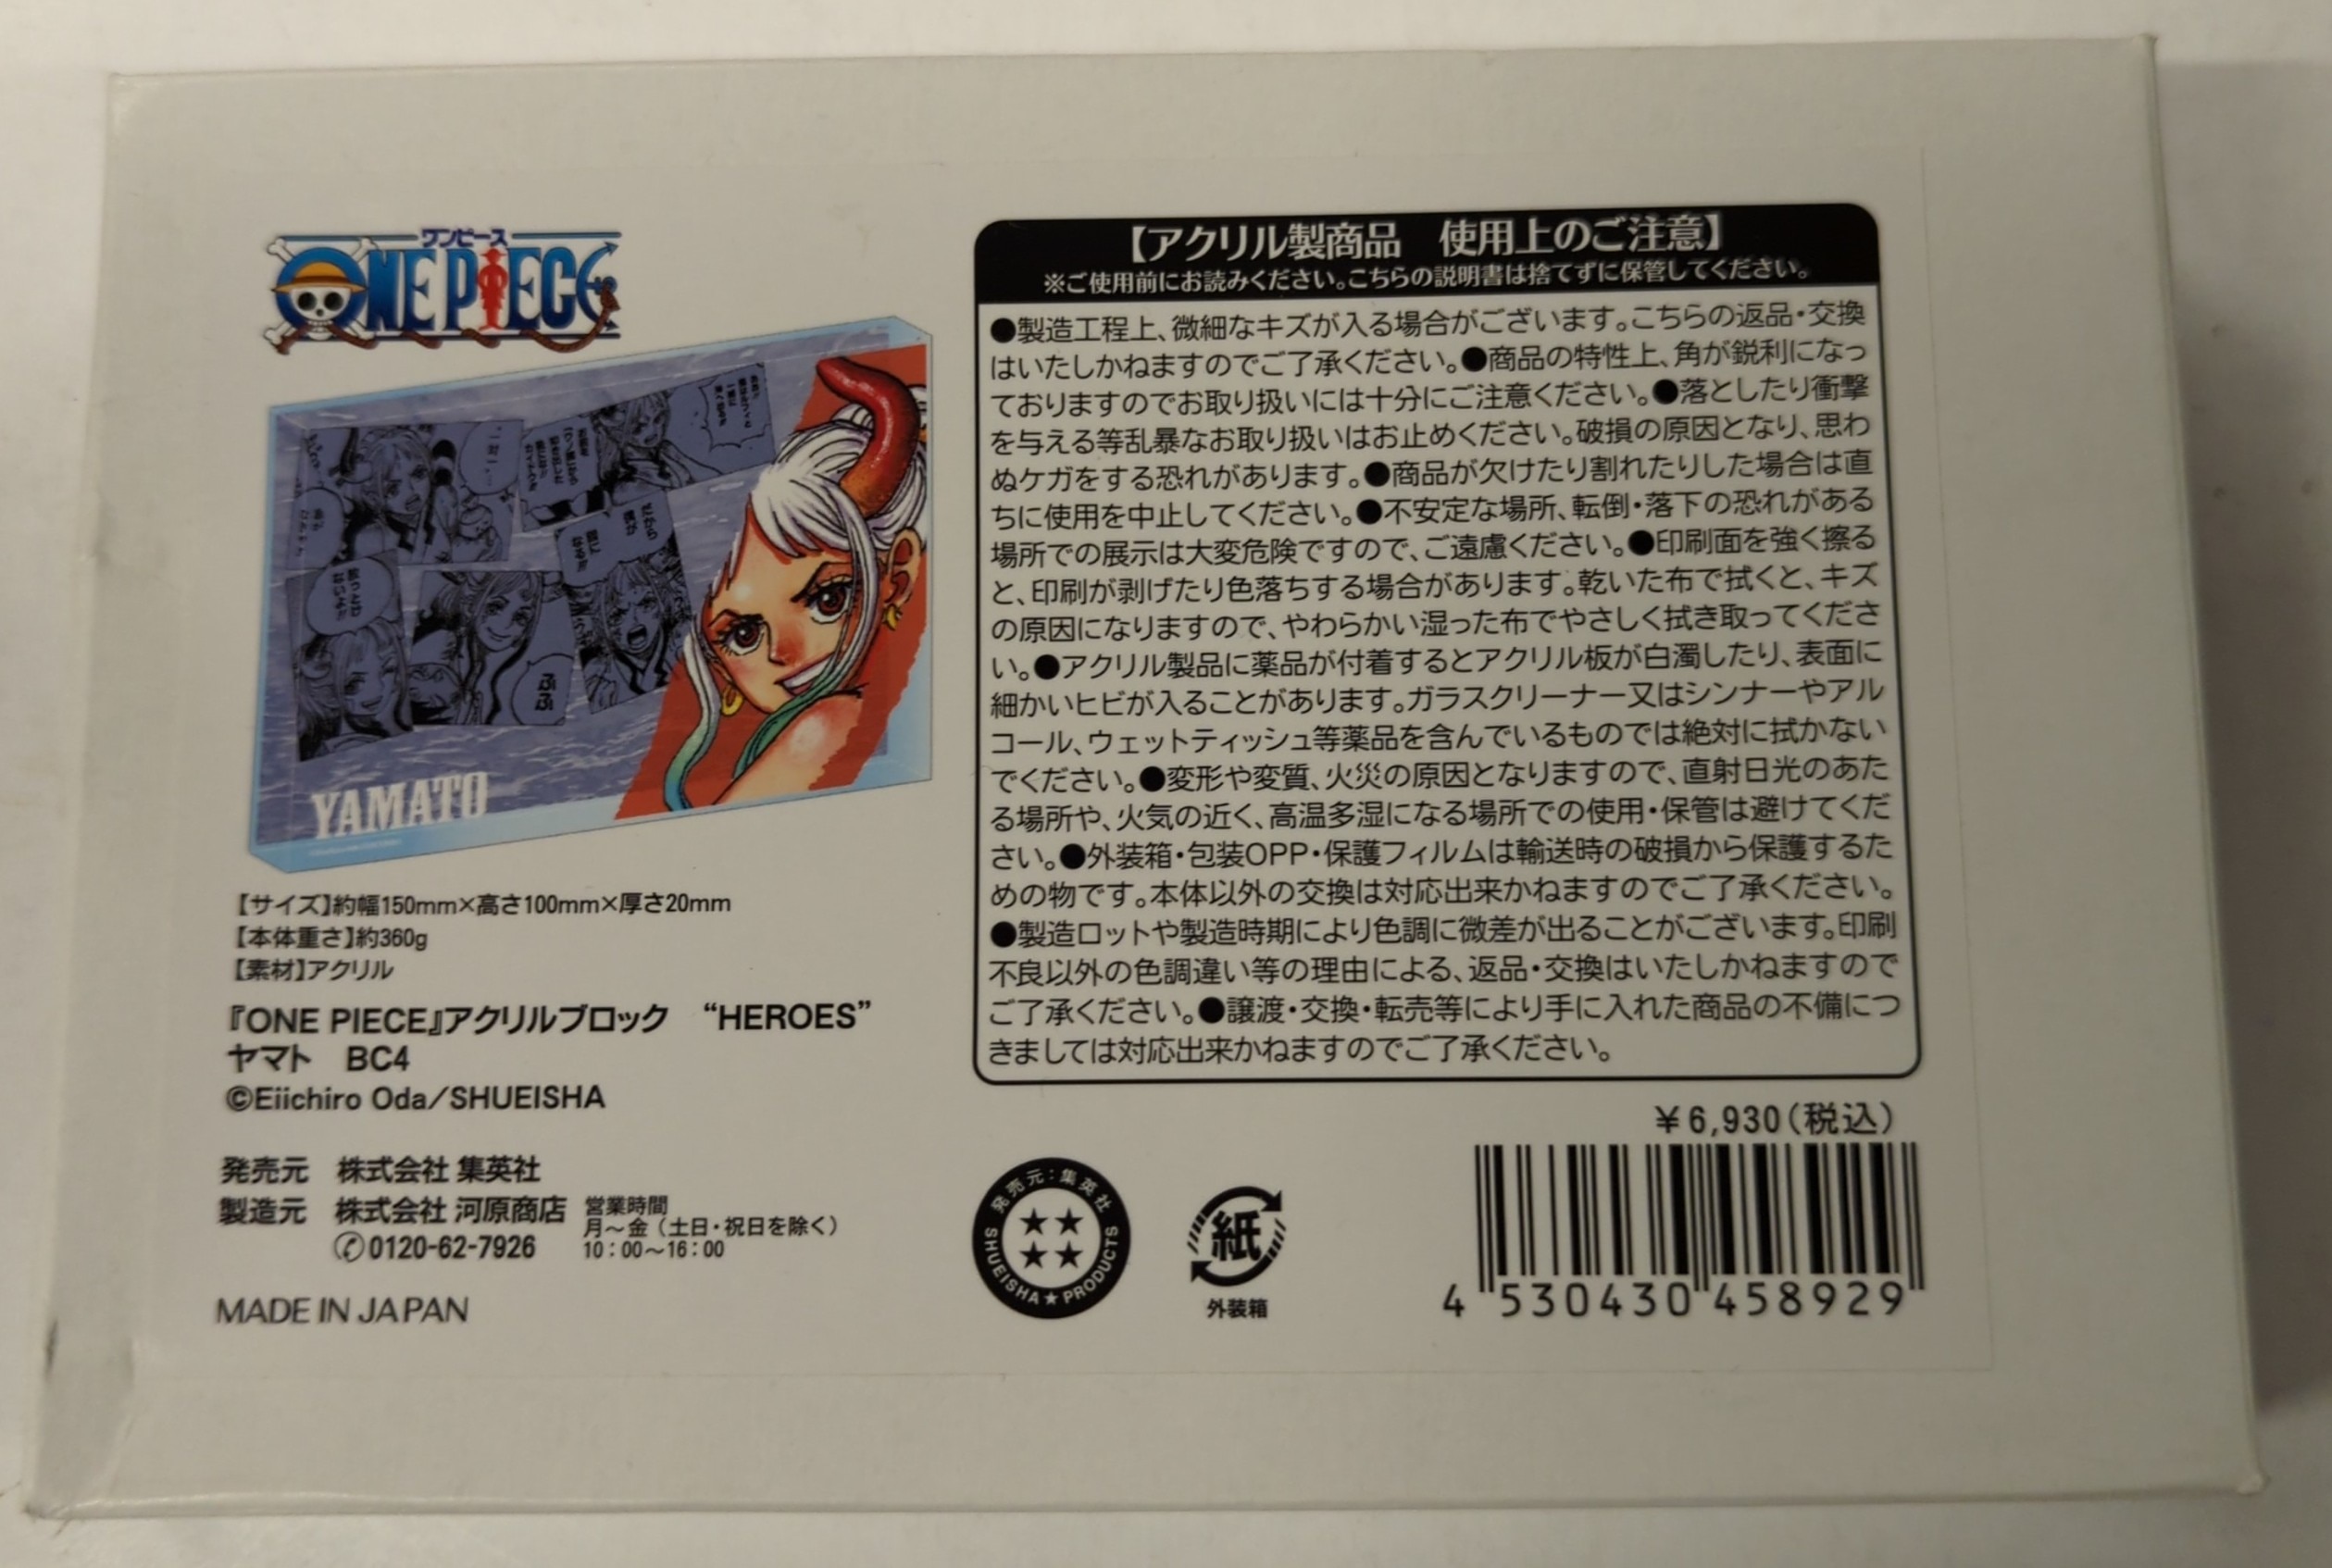 ワンピース
ONE PIECE
YAMATO
【サイズ】約幅150mm×高さ100mm×厚さ20mm
【本体重さ】約360g
【素材】アクリル
『ONE PIECE』アクリルブロック　“HEROES”
ヤマト　BC4
©Eiichiro Oda／SHUEISHA
発売元　株式会社 集英社
製造元　株式会社 河原商店
0120-62-7926
営業時間
月～金（土日・祝日を除く）
10：00～16：00
MADE IN JAPAN
【アクリル製商品　使用上のご注意】
※ご使用前にお読みください。こちらの説明書は捨てずに保管してください。
●製造工程上、微細なキズが入る場合がございます。こちらの返品・交換
はいたしかねますのでご了承ください。●商品の特性上、角が鋭利になっ
ておりますのでお取り扱いには十分にご注意ください。●落としたり衝撃
を与える等乱暴なお取り扱いはお止めください。破損の原因となり、思わ
ぬケガをする恐れがあります。●商品が欠けたり割れたりした場合は直
ちに使用を中止してください。●不安定な場所、転倒・落下の恐れがある
場所での展示は大変危険ですので、ご遠慮ください。●印刷面を強く擦る
と、印刷が剥げたり色落ちする場合があります。乾いた布で拭くと、キズ
の原因になりますので、やわらかい湿った布でやさしく拭き取ってくださ
い。●アクリル製品に薬品が付着するとアクリル板が白濁したり、表面に
細かいヒビが入ることがあります。ガラスクリーナー又はシンナーやアル
コール、ウェットティッシュ等薬品を含んでいるものでは絶対に拭かない
でください。●変形や変質、火災の原因となりますので、直射日光のあた
る場所や、火気の近く、高温多湿になる場所での使用・保管は避けてくだ
さい。●外装箱・包装OPP・保護フィルムは輸送時の破損から保護するた
めの物です。本体以外の交換は対応出来かねますのでご了承ください。
●製造ロットや製造時期により色調に微差が出ることがございます。印刷
不良以外の色調違い等の理由による、返品・交換はいたしかねますので
ご了承ください。●譲渡・交換・転売等により手に入れた商品の不備につ
きましては対応出来かねますのでご了承ください。
￥6,930（税込）
発売元：集英社
SHUEISHA★PRODUCTS
紙
外装箱
4 530430 458929